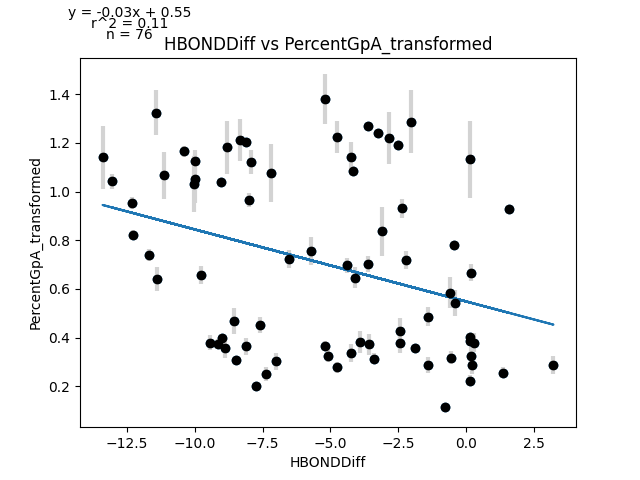 y = -0.03x + 0.55
r^2 = 0.11
n = 76
HBONDDiff vs PercentGpA_transformed
PercentGpA_transformed
1.4
1.2
1.0
0.8
0.6
0.4
0.2
−12.5 −10.0 −7.5 −5.0 −2.5 0.0 2.5
HBONDDiff